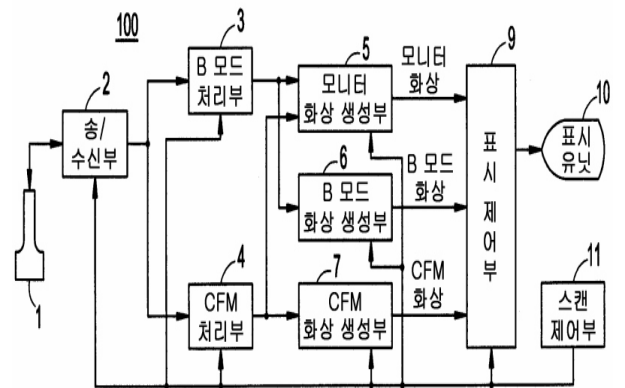 100
2
송/
수신부
1
3
B 모드
처리부
4
CFM
처리부
5
모니터
화상 생성부
6
B 모드
화상 생성부
7
CFM
화상 생성부
모니터
화상
B 모드
화상
CFM
화상
9
표시 제어부
10
표시
유닛
11
스캔
제어부